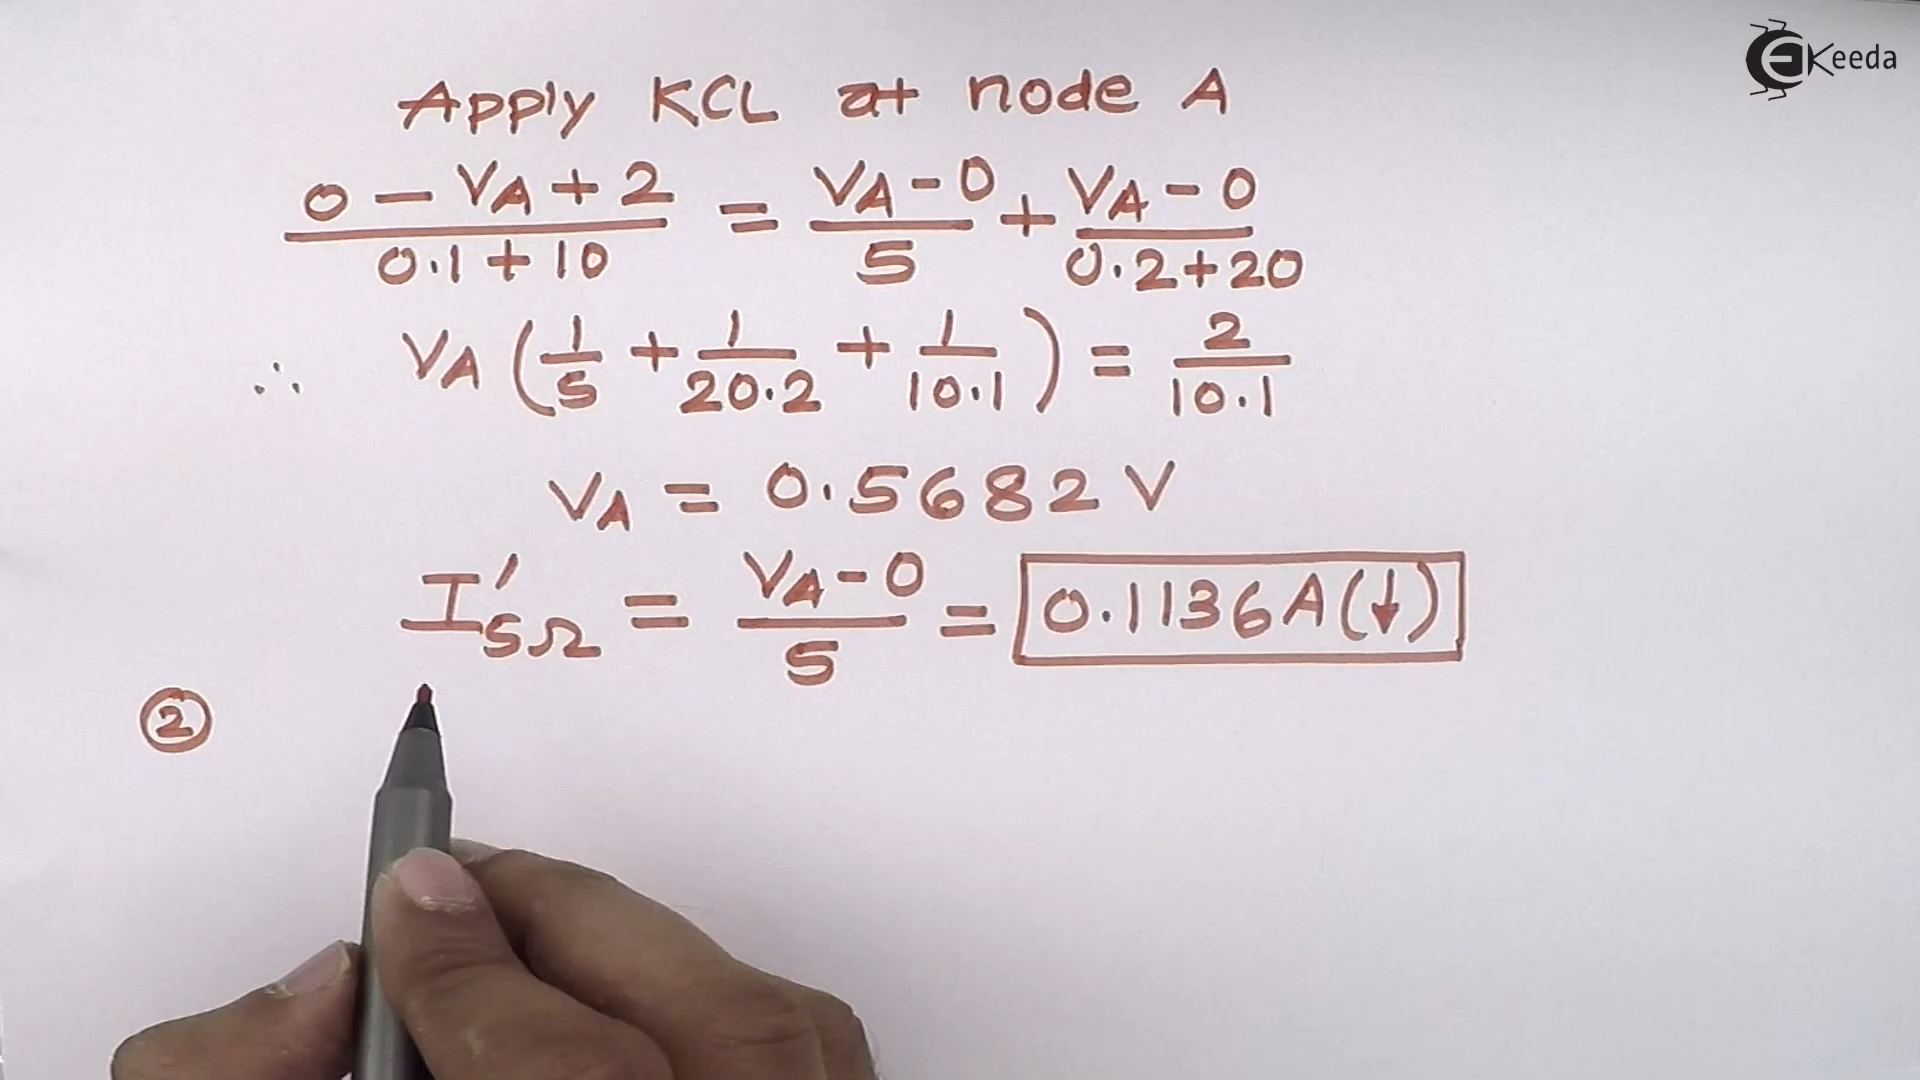 EKeeda
Apply KCL at node A
(0 - VA + 2)/(0.1 + 10) = (VA - 0)/5 + (VA - 0)/(0.2 + 20)
∴ VA (1/5 + 1/20.2 + 1/10.1) = 2/10.1
VA = 0.5682 V
I'5Ω = (VA - 0)/5 = 0.1136 A (↓)
②